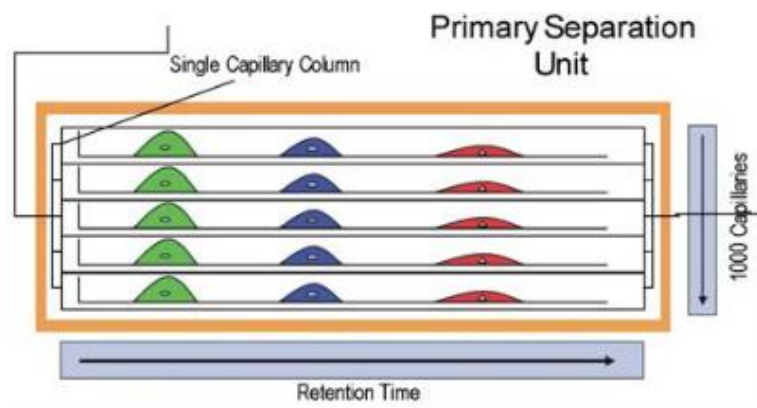 Primary Separation
Unit
Single Capillary Column
1000 Capillaries
Retention Time